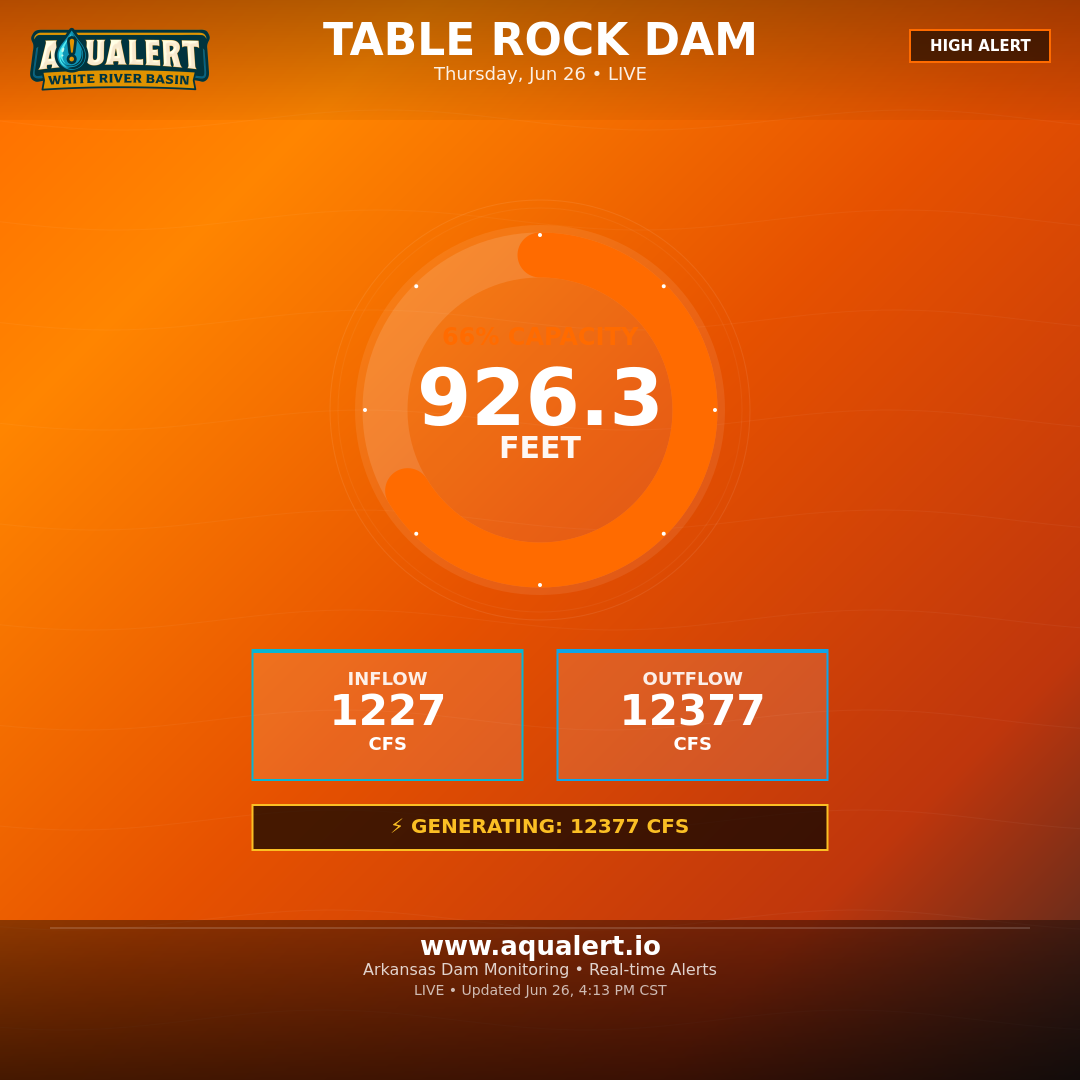 AQUALERT
WHITE RIVER BASIN
TABLE ROCK DAM
Thursday, Jun 26 • LIVE
HIGH ALERT
66% CAPACITY
926.3
FEET
INFLOW
1227
CFS
OUTFLOW
12377
CFS
⚡ GENERATING: 12377 CFS
www.aqualert.io
Arkansas Dam Monitoring • Real-time Alerts
LIVE • Updated Jun 26, 4:13 PM CST